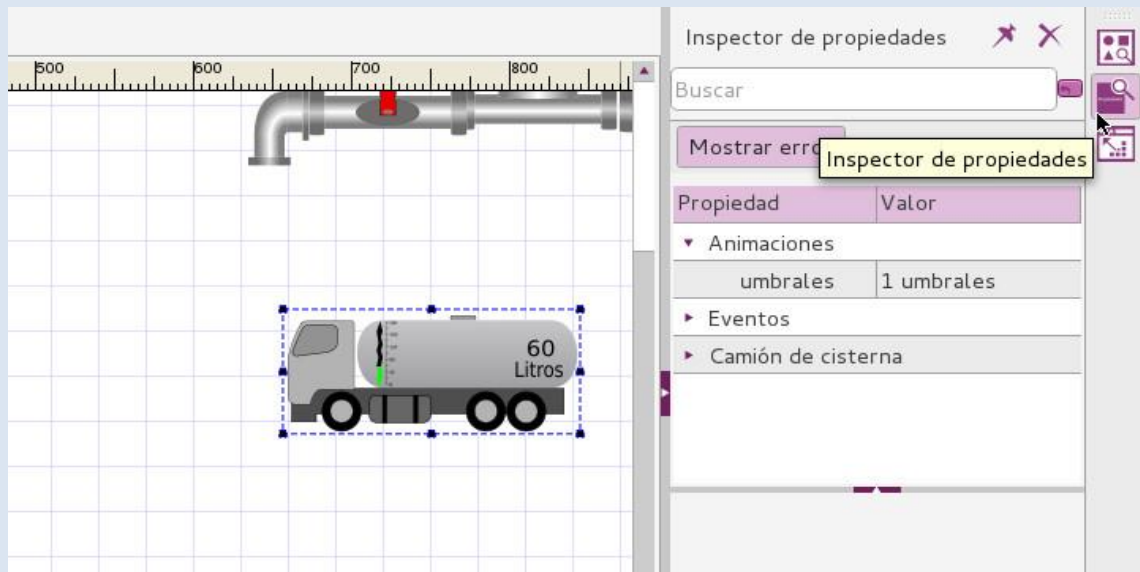 Inspector de propiedades
500 600 700 800
Buscar
Mostrar erro
Inspector de propiedades
Propiedad Valor
Animaciones
umbrales 1 umbrales
Eventos
Camión de cisterna
60
Litros